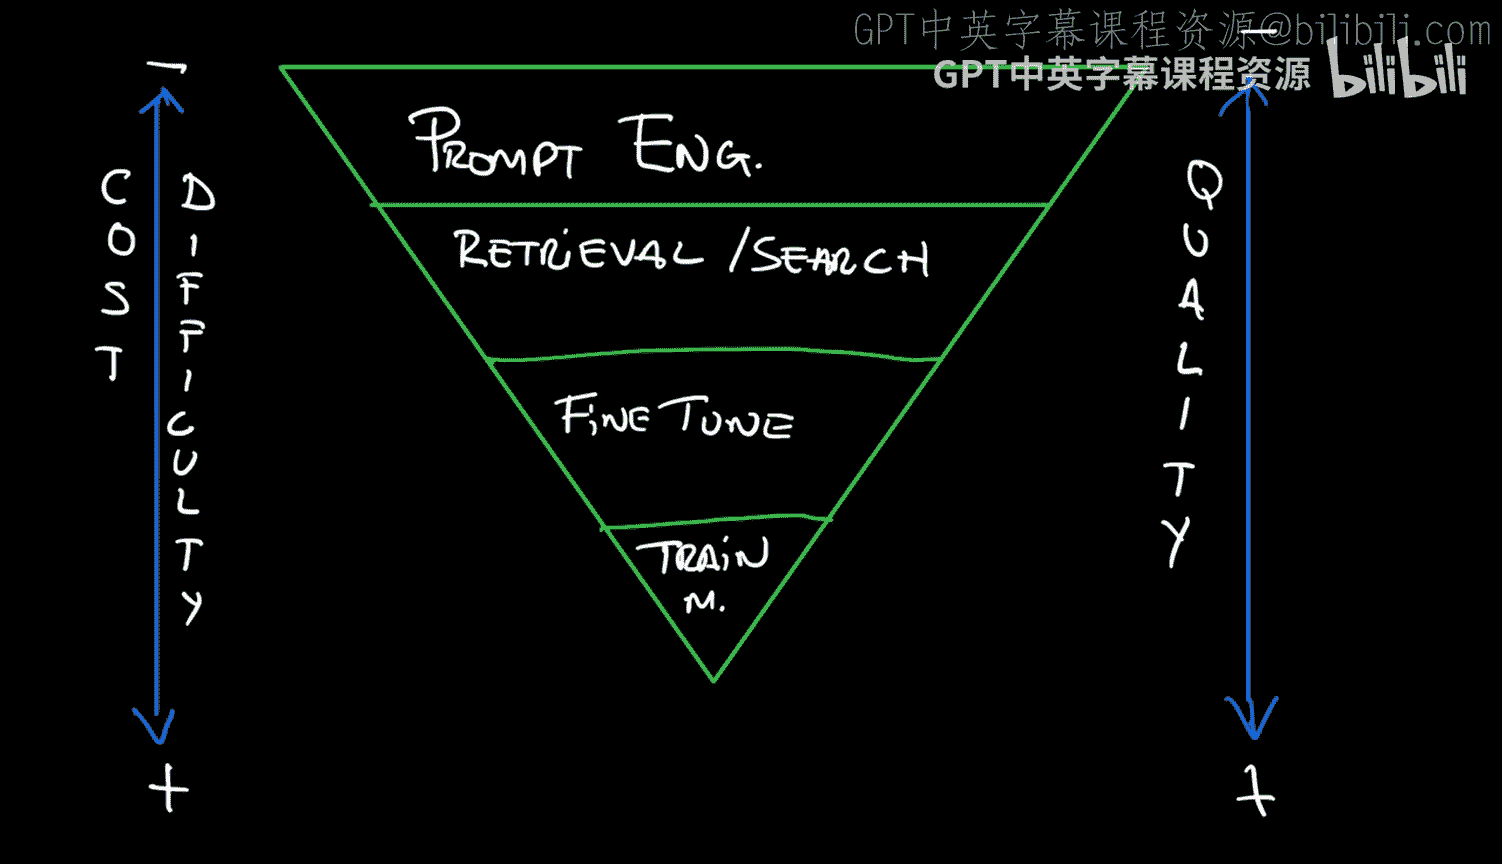 GPT中英字幕课程资源@bilibili.com
GPT中英字幕课程资源 bilibili
−
−
COST
DIFFICULTY
PROMPT ENG.
RETRIEVAL / SEARCH
FINE TUNE
TRAIN
M.
QUALITY
+
+